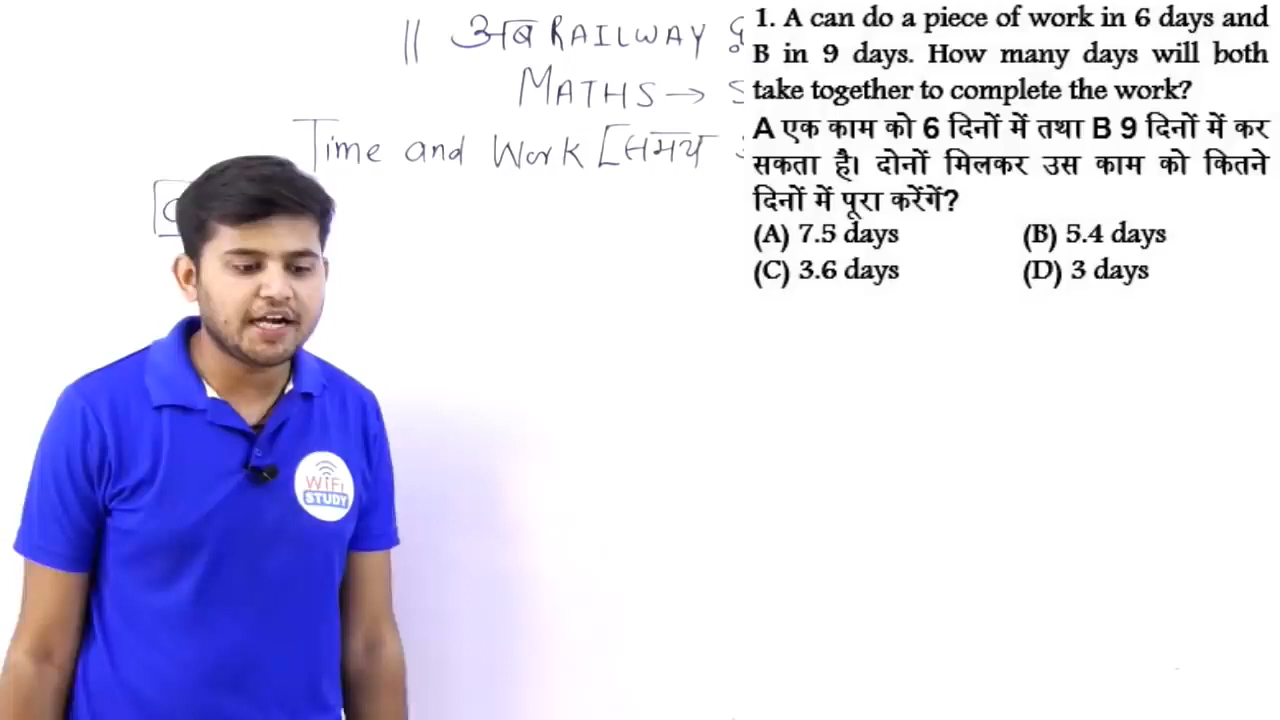 || अब RAILWAY
MATHS →
Time and Work [समय
1. A can do a piece of work in 6 days and
B in 9 days. How many days will both
take together to complete the work?
A एक काम को 6 दिनों में तथा B 9 दिनों में कर
सकता है। दोनों मिलकर उस काम को कितने
दिनों में पूरा करेंगें?
(A) 7.5 days (B) 5.4 days
(C) 3.6 days (D) 3 days
WiFi
STUDY